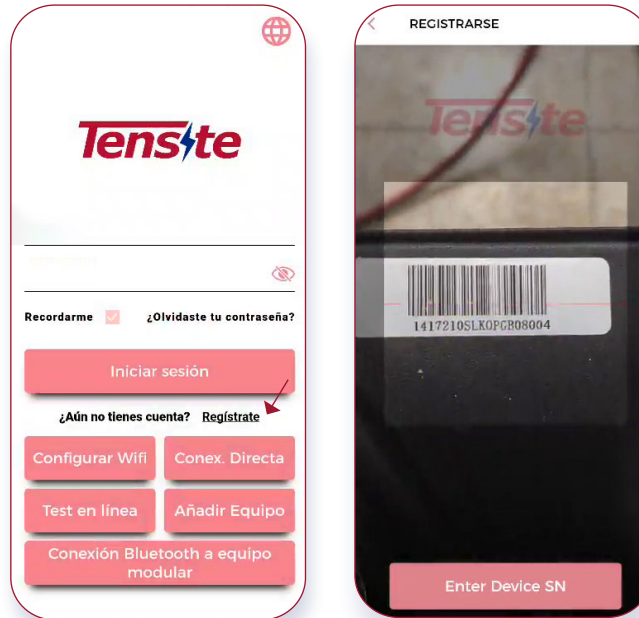 Tensite
Recordarme ¿Olvidaste tu contraseña?
Iniciar sesión
¿Aún no tienes cuenta? Regístrate
Configurar Wifi Conex. Directa
Test en línea Añadir Equipo
Conexión Bluetooth a equipo
modular
REGISTRARSE
Tensite
1417210SLKQPGR08004
Enter Device SN